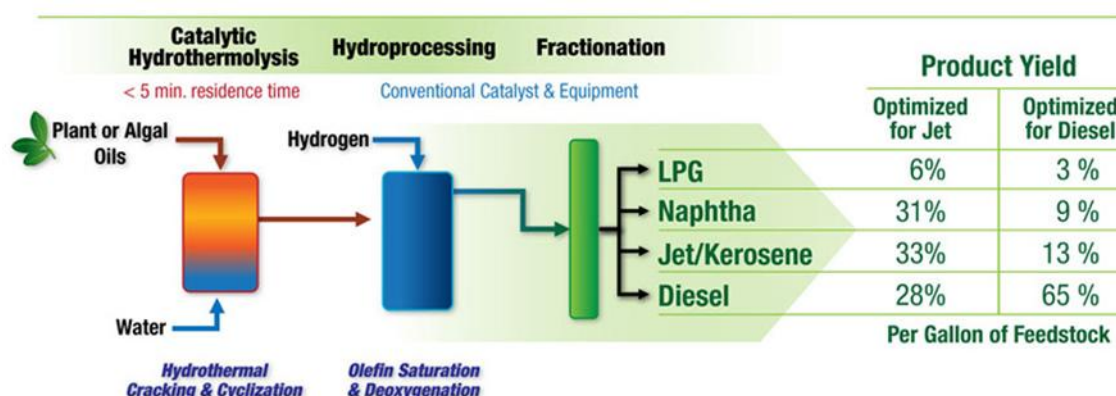 Catalytic
Hydrothermolysis
Hydroprocessing
Fractionation
< 5 min. residence time
Conventional Catalyst & Equipment
Plant or Algal
Oils
Hydrogen
Water
Hydrothermal
Cracking & Cyclization
Olefin Saturation
& Deoxygenation
Product Yield
Optimized
for Jet
Optimized
for Diesel
LPG 6% 3 %
Naphtha 31% 9 %
Jet/Kerosene 33% 13 %
Diesel 28% 65 %
Per Gallon of Feedstock